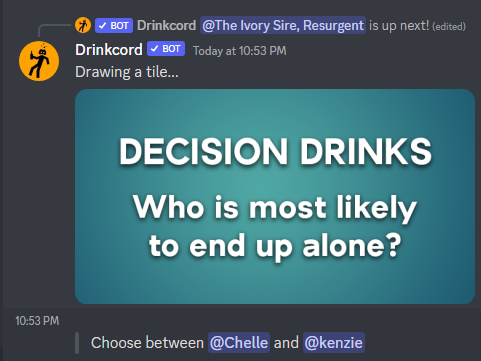 ✓ BOT Drinkcord @The Ivory Sire, Resurgent is up next! (edited)
Drinkcord ✓ BOT Today at 10:53 PM
Drawing a tile...
DECISION DRINKS
Who is most likely
to end up alone?
10:53 PM
Choose between @Chelle and @kenzie